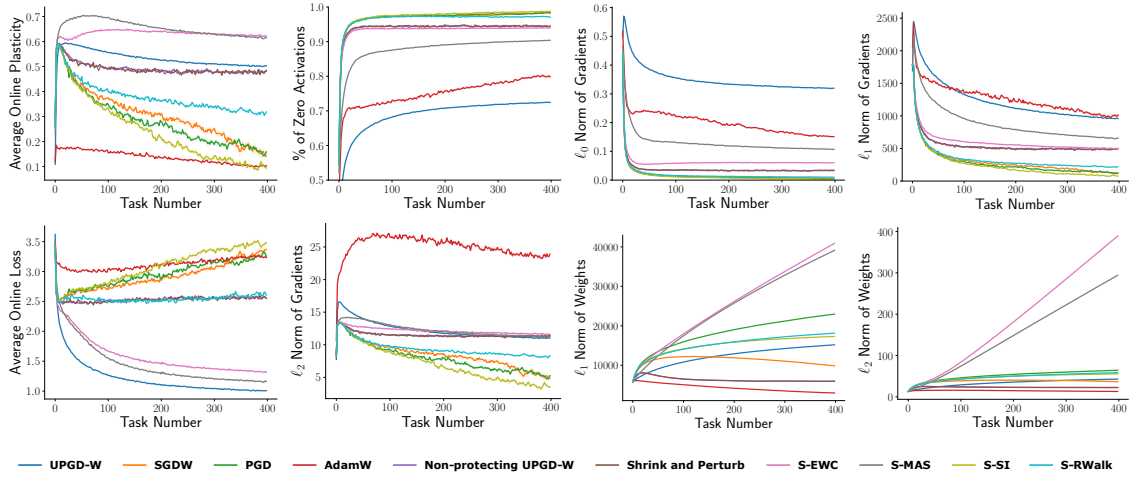 Average Online Plasticity
0.7
0.6
0.5
0.4
0.3
0.2
0.1
0 100 200 300 400
Task Number
% of Zero Activations
1.0
0.9
0.8
0.7
0.6
0.5
0 100 200 300 400
Task Number
ℓ0 Norm of Gradients
0.6
0.5
0.4
0.3
0.2
0.1
0.0
0 100 200 300 400
Task Number
ℓ1 Norm of Gradients
2500
2000
1500
1000
500
0
0 100 200 300 400
Task Number
Average Online Loss
3.5
3.0
2.5
2.0
1.5
1.0
0 100 200 300 400
Task Number
ℓ2 Norm of Gradients
25
20
15
10
5
0 100 200 300 400
Task Number
ℓ1 Norm of Weights
40000
30000
20000
10000
0 100 200 300 400
Task Number
ℓ2 Norm of Weights
400
300
200
100
0
0 100 200 300 400
Task Number
UPGD-W SGDW PGD AdamW Non-protecting UPGD-W Shrink and Perturb S-EWC S-MAS S-SI S-RWalk